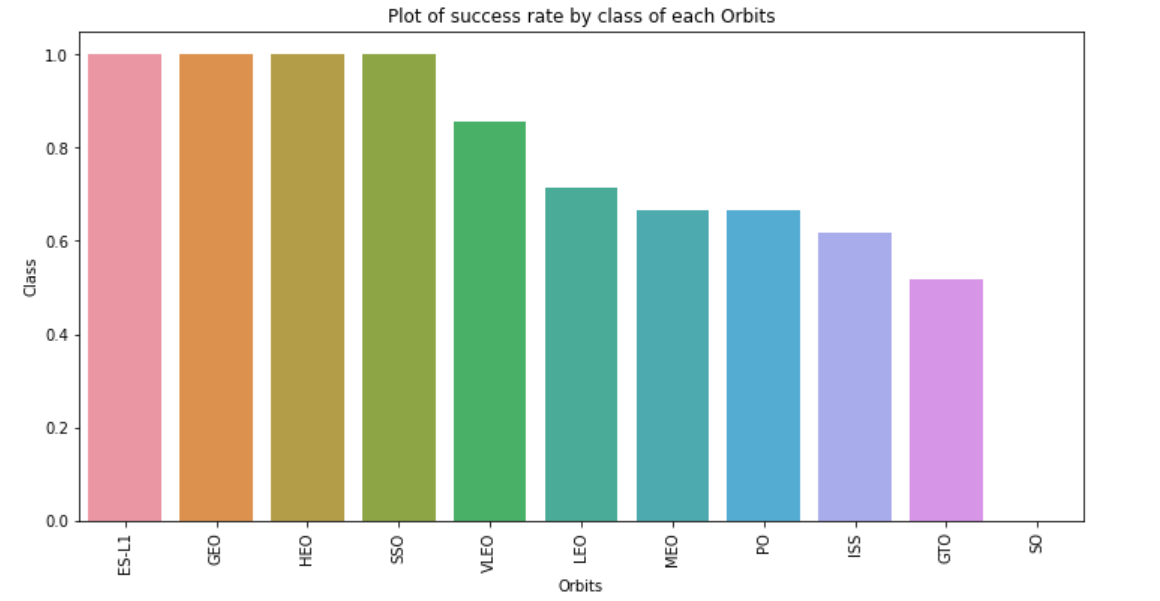 Plot of success rate by class of each Orbits
1.0
0.8
0.6
0.4
0.2
0.0
Class
ES-L1
GEO
HEO
SSO
VLEO
LEO
MEO
PO
ISS
GTO
SO
Orbits